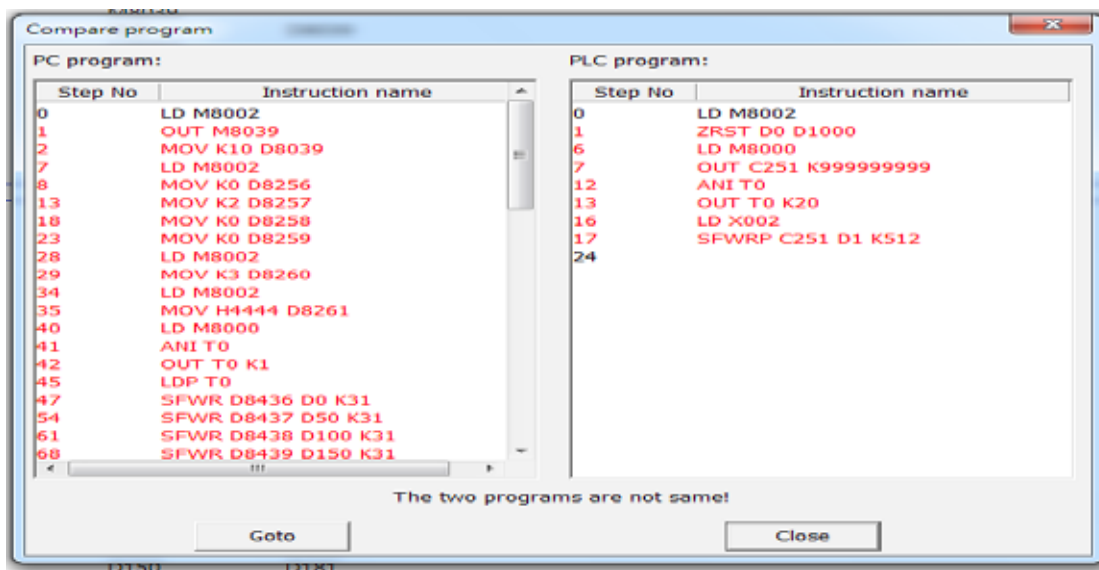 M8039
Compare program
PC program:
PLC program:
Step No Instruction name
0 LD M8002
1 OUT M8039
2 MOV K10 D8039
7 LD M8002
8 MOV K0 D8256
13 MOV K2 D8257
18 MOV K0 D8258
23 MOV K0 D8259
28 LD M8002
29 MOV K3 D8260
34 LD M8002
35 MOV H4444 D8261
40 LD M8000
41 ANI T0
42 OUT T0 K1
45 LDP T0
47 SFWR D8436 D0 K31
54 SFWR D8437 D50 K31
61 SFWR D8438 D100 K31
68 SFWR D8439 D150 K31
Step No Instruction name
0 LD M8002
1 ZRST D0 D1000
6 LD M8000
7 OUT C251 K999999999
12 ANI T0
13 OUT T0 K20
16 LD X002
17 SFWRP C251 D1 K512
24
The two programs are not same!
Goto
Close
D150 D181